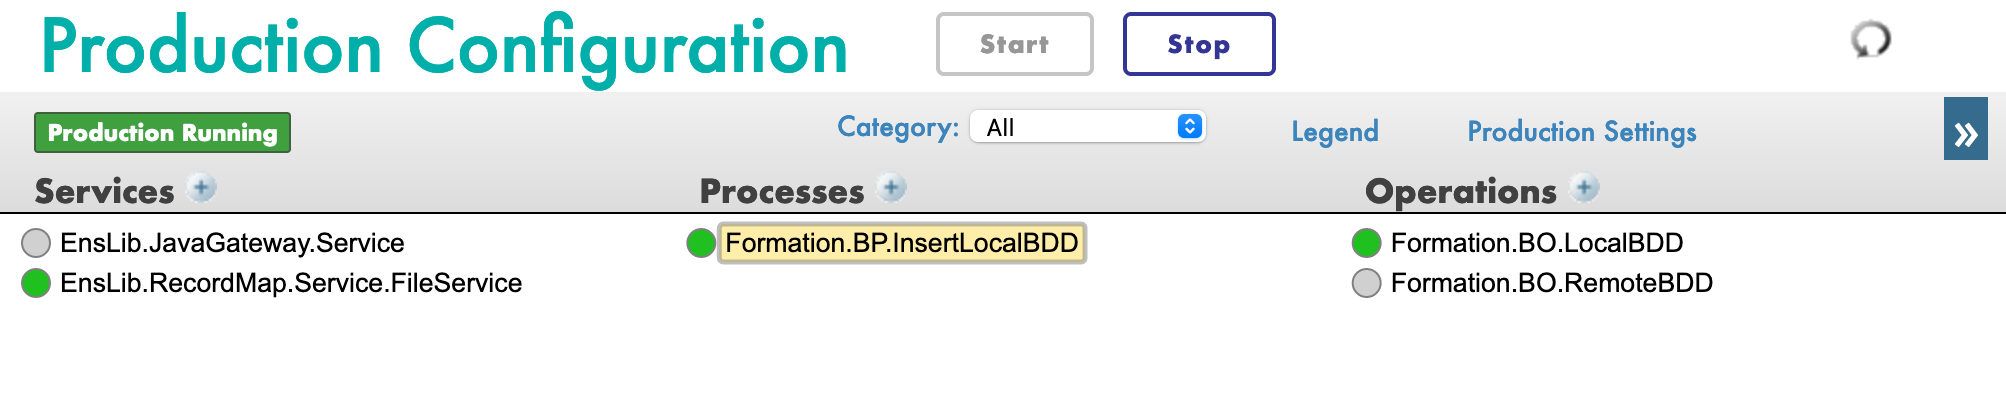 Production Configuration
Start
Stop
Production Running
Category:
All
Legend
Production Settings
»
Services +
Processes +
Operations +
EnsLib.JavaGateway.Service
EnsLib.RecordMap.Service.FileService
Formation.BP.InsertLocalBDD
Formation.BO.LocalBDD
Formation.BO.RemoteBDD